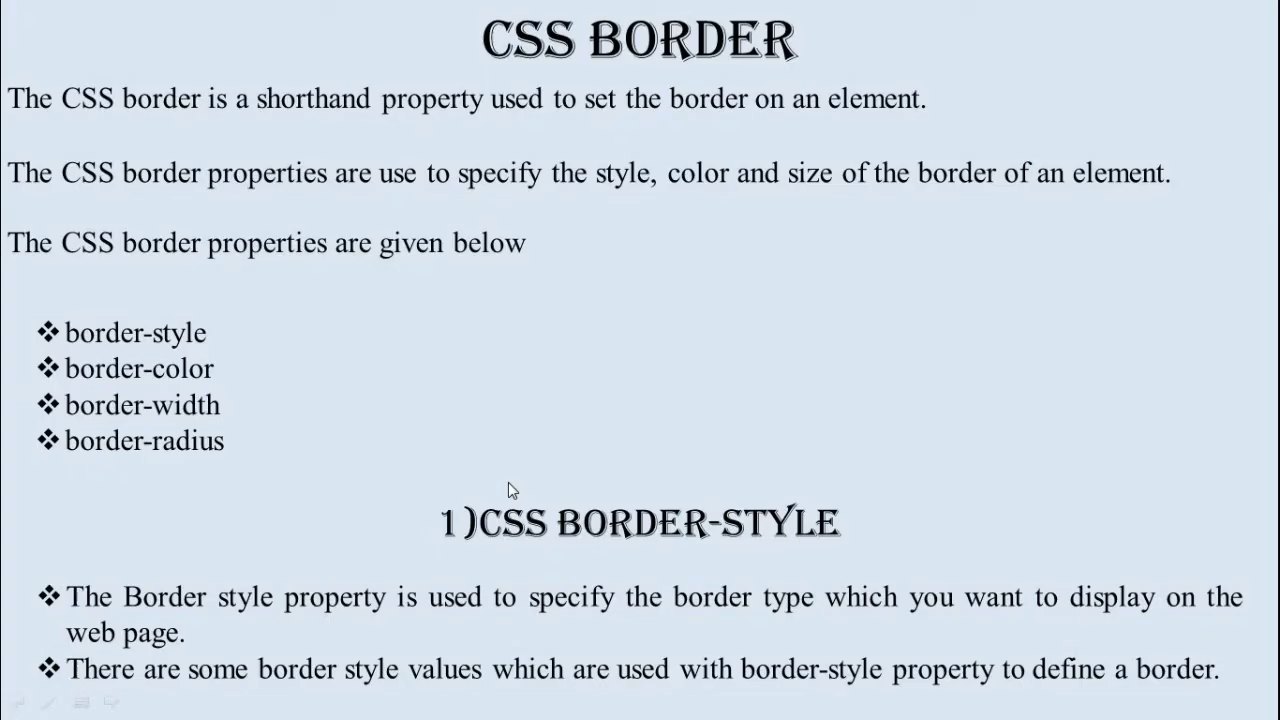 CSS BORDER
The CSS border is a shorthand property used to set the border on an element.
The CSS border properties are use to specify the style, color and size of the border of an element.
The CSS border properties are given below
❖ border-style
❖ border-color
❖ border-width
❖ border-radius
1)CSS BORDER-STYLE
❖ The Border style property is used to specify the border type which you want to display on the
web page.
❖ There are some border style values which are used with border-style property to define a border.